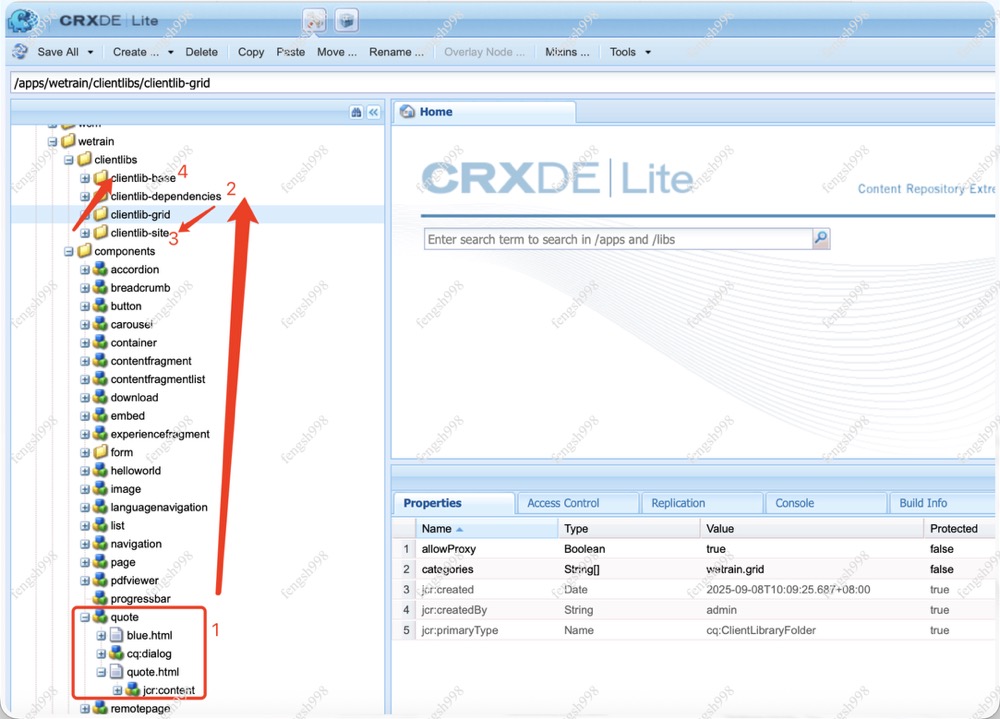 CRXDE | Lite
Save All Create ... Delete Copy Paste Move ... Rename ... Overlay Node ... Mixins ... Tools
/apps/wetrain/clientlibs/clientlib-grid
Home
wetrain
clientlibs
clientlib-base 4
clientlib-dependencies 2
clientlib-grid
clientlib-site 3
components
accordion
breadcrumb
button
carousel
container
contentfragment
contentfragmentlist
download
embed
experiencefragment
form
helloworld
image
languagenavigation
list
navigation
page
pdfviewer
progressbar
quote
1
blue.html
cq:dialog
quote.html
jcr:content
remotepage
CRXDE | Lite
Content Repository Extre
Enter search term to search in /apps and /libs
Properties Access Control Replication Console Build Info
Name Type Value Protected
1 allowProxy Boolean true false
2 categories String[] wetrain.grid false
3 jcr:created Date 2025-09-08T10:09:25.687+08:00 true
4 jcr:createdBy String admin true
5 jcr:primaryType Name cq:ClientLibraryFolder true
fengsh998